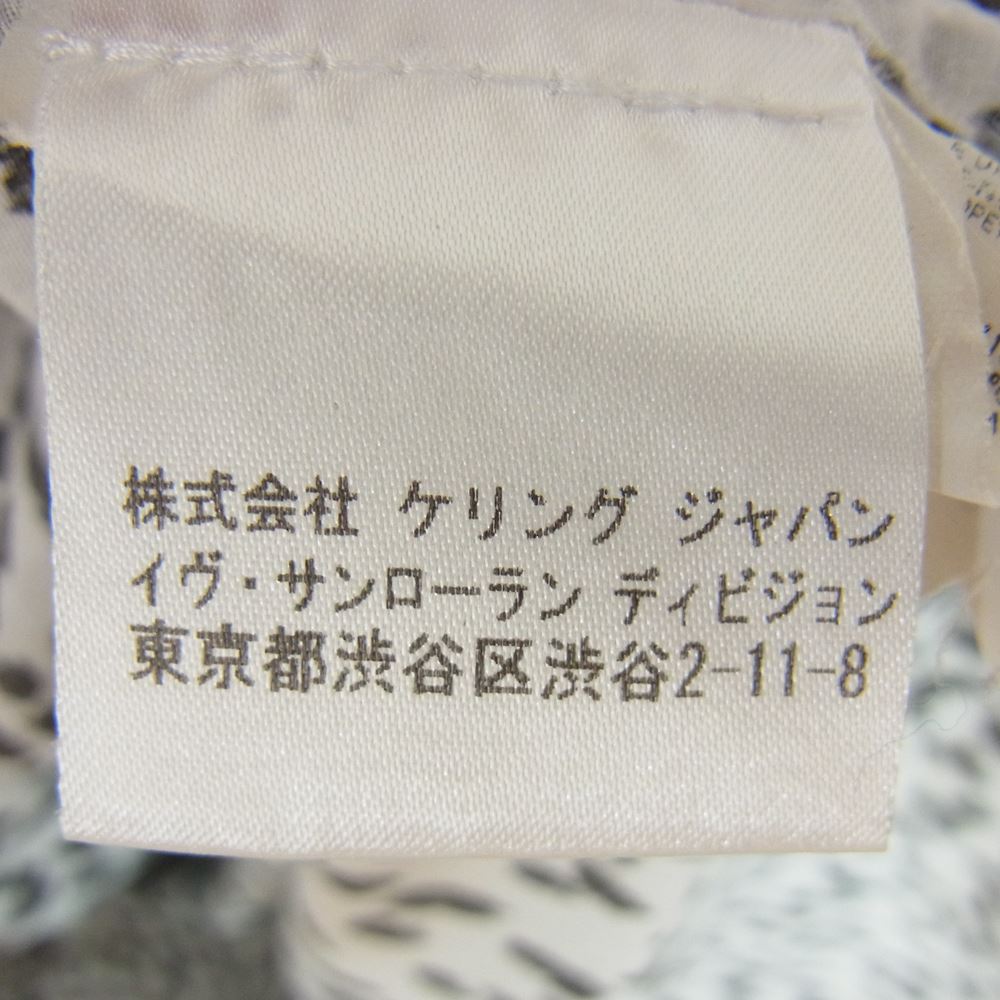 株式会社 ケリング ジャパン
イヴ・サンローラン ディビジョン
東京都渋谷区渋谷2-11-8